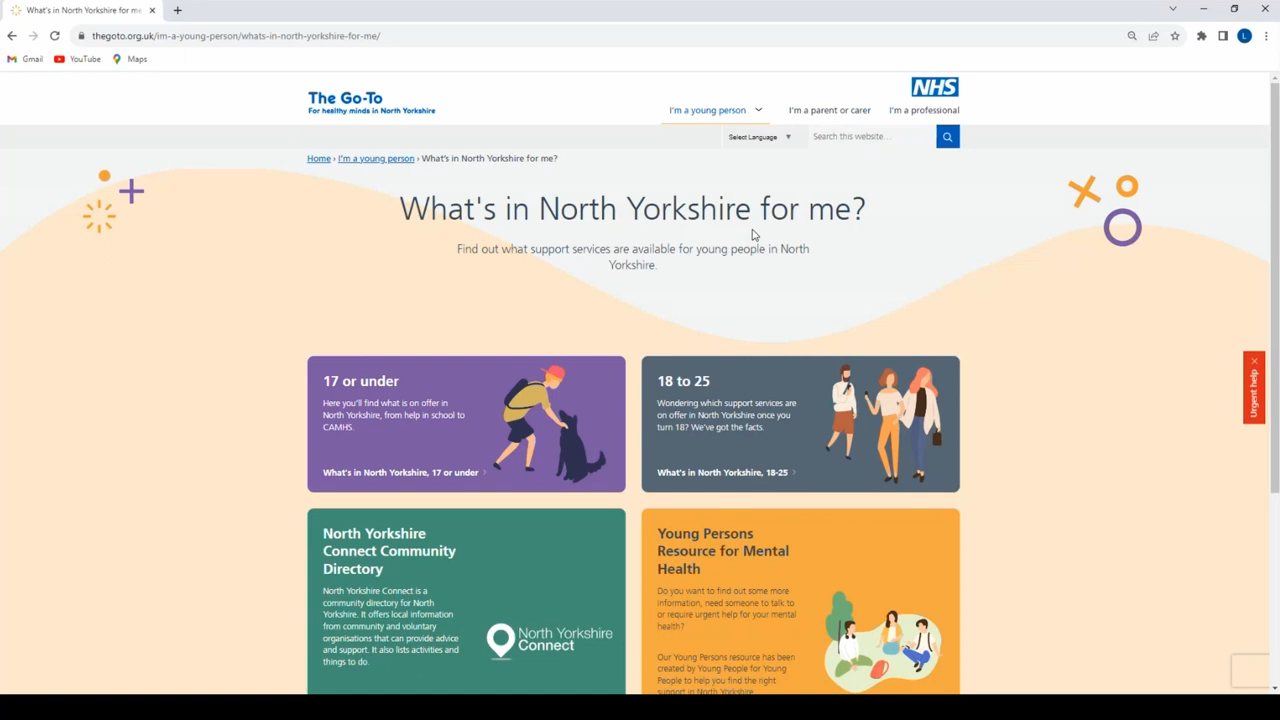 What's in North Yorkshire for me
thegoto.org.uk/im-a-young-person/whats-in-north-yorkshire-for-me/
L
Gmail
YouTube
Maps
NHS
The Go-To
For healthy minds in North Yorkshire
I'm a young person
I'm a parent or carer
I'm a professional
Select Language
Search this website...
Home › I'm a young person › What's in North Yorkshire for me?
What's in North Yorkshire for me?
Find out what support services are available for young people in North
Yorkshire.
Urgent help
17 or under
Here you'll find what is on offer in
North Yorkshire, from help in school to
CAMHS.
What's in North Yorkshire, 17 or under
18 to 25
Wondering which support services are
on offer in North Yorkshire once you
turn 18? We've got the facts.
What's in North Yorkshire, 18-25
North Yorkshire
Connect Community
Directory
North Yorkshire Connect is a
community directory for North
Yorkshire. It offers local information
from community and voluntary
organisations that can provide advice
and support. It also lists activities and
things to do.
North Yorkshire
Connect
Young Persons
Resource for Mental
Health
Do you want to find out some more
information, need someone to talk to
or require urgent help for your mental
health?
Our Young Persons resource has been
created by Young People for Young
People to help you find the right
support in North Yorkshire